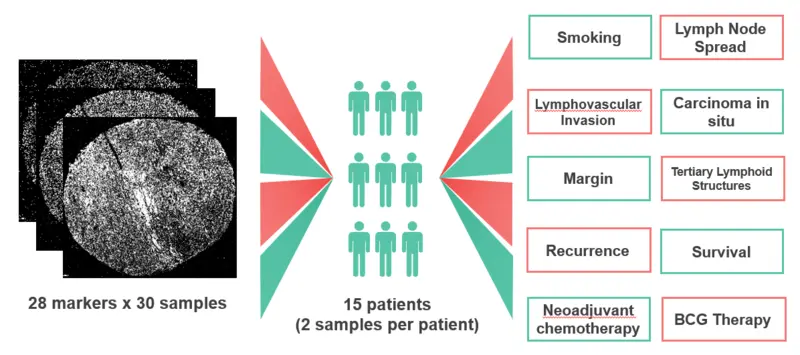 Smoking
Lymph Node
Spread
Lymphovascular
Invasion
Carcinoma in
situ
Margin
Tertiary Lymphoid
Structures
Recurrence
Survival
28 markers x 30 samples
15 patients
(2 samples per patient)
Neoadjuvant
chemotherapy
BCG Therapy